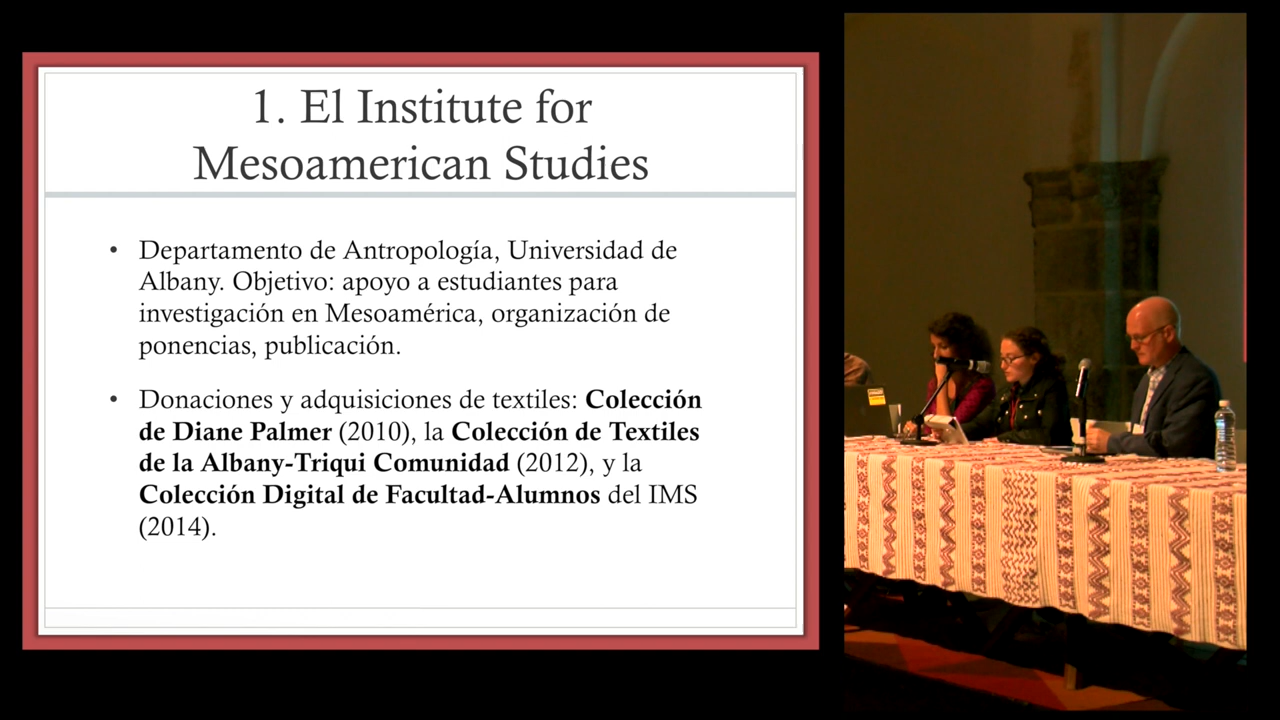 1. El Institute for
Mesoamerican Studies
• Departamento de Antropología, Universidad de
Albany. Objetivo: apoyo a estudiantes para
investigación en Mesoamérica, organización de
ponencias, publicación.
• Donaciones y adquisiciones de textiles: Colección
de Diane Palmer (2010), la Colección de Textiles
de la Albany-Triqui Comunidad (2012), y la
Colección Digital de Facultad-Alumnos del IMS
(2014).